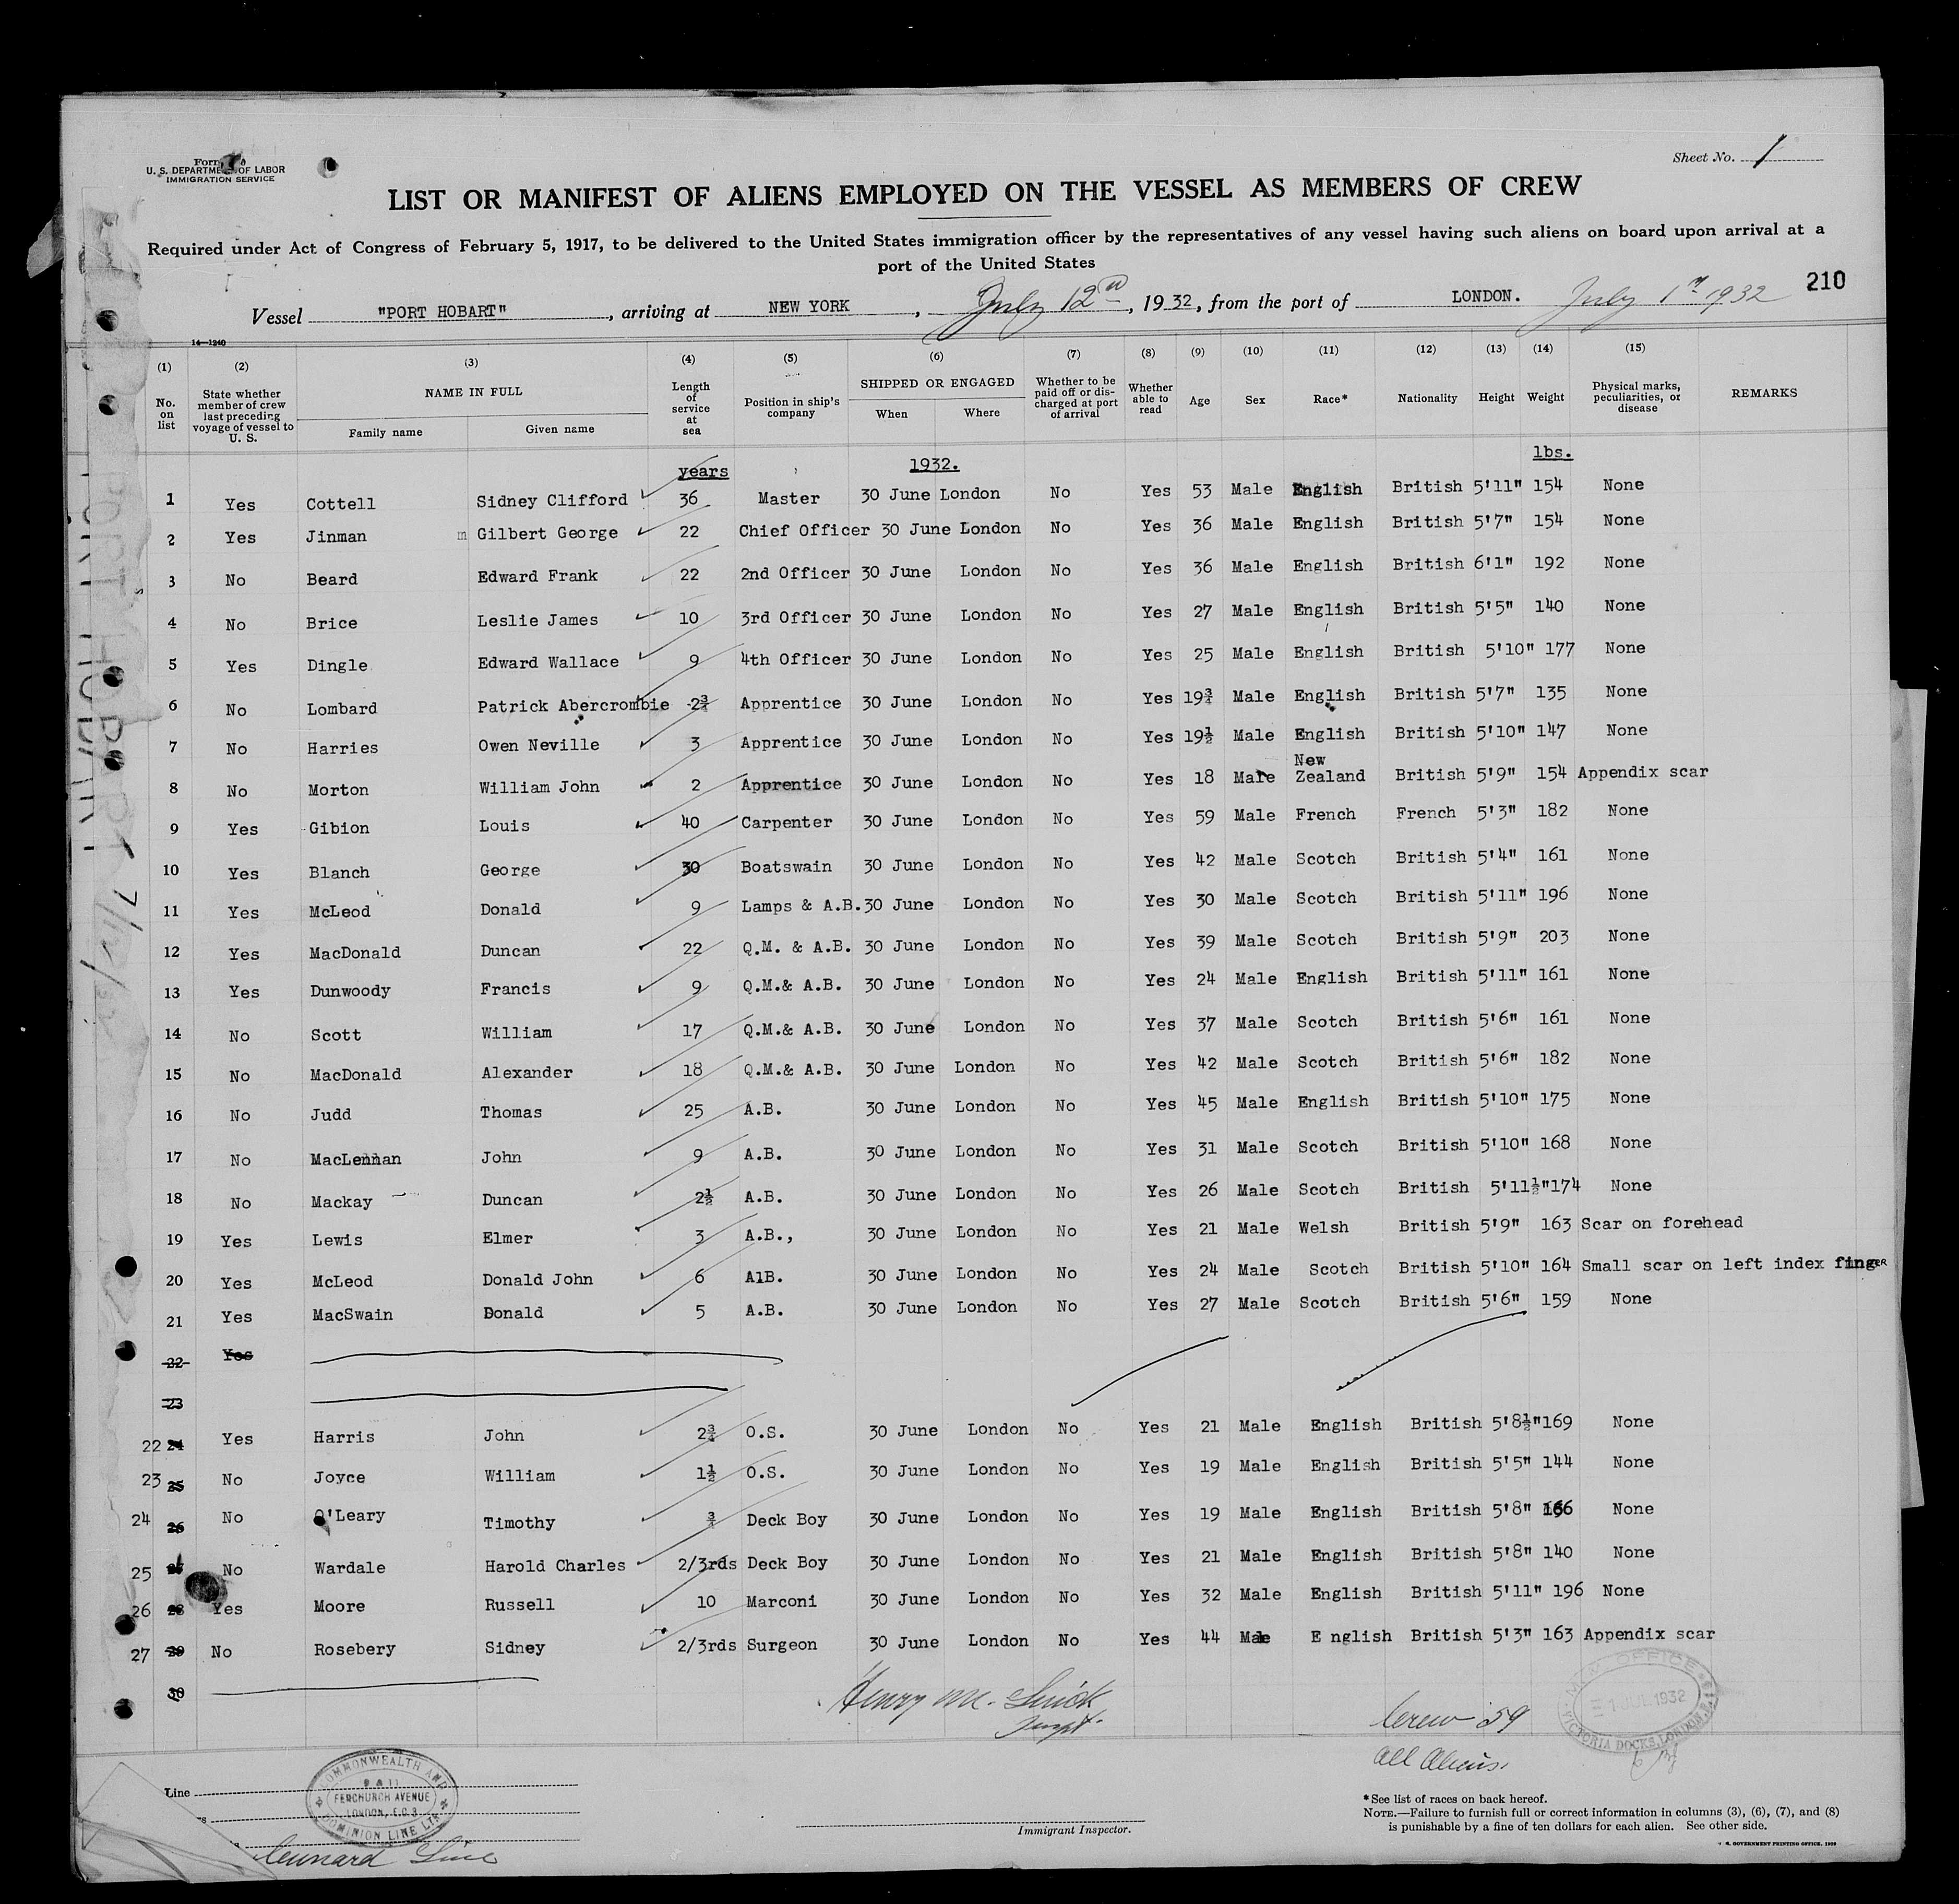 Form
U. S. DEPARTMENT OF LABOR
IMMIGRATION SERVICE
Sheet No. 1
LIST OR MANIFEST OF ALIENS EMPLOYED ON THE VESSEL AS MEMBERS OF CREW
Required under Act of Congress of February 5, 1917, to be delivered to the United States immigration officer by the representatives of any vessel having such aliens on board upon arrival at a
port of the United States
210
Vessel "PORT HOBART", arriving at NEW YORK, July 12th, 1932, from the port of LONDON. July 1st 1932
14—1240
(1) (2) (3) (4) (5) (6) (7) (8) (9) (10) (11) (12) (13) (14) (15)
No. on list State whether member of crew last preceding voyage of vessel to U. S. NAME IN FULL Family name Given name Length of service at sea Position in ship's company SHIPPED OR ENGAGED When Where Whether to be paid off or discharged at port of arrival Whether able to read Age Sex Race* Nationality Height Weight Physical marks, peculiarities, or disease REMARKS
years 1932. lbs.
1 Yes Cottell Sidney Clifford 36 Master 30 June London No Yes 53 Male English British 5'11" 154 None
2 Yes Jinman m Gilbert George 22 Chief Officer 30 June London No Yes 36 Male English British 5'7" 154 None
3 No Beard Edward Frank 22 2nd Officer 30 June London No Yes 36 Male English British 6'1" 192 None
4 No Brice Leslie James 10 3rd Officer 30 June London No Yes 27 Male English British 5'5" 140 None
5 Yes Dingle Edward Wallace 9 4th Officer 30 June London No Yes 25 Male English British 5'10" 177 None
6 No Lombard Patrick Abercrombie 2¾ Apprentice 30 June London No Yes 19¾ Male English British 5'7" 135 None
7 No Harries Owen Neville 3 Apprentice 30 June London No Yes 19½ Male English British 5'10" 147 None
8 No Morton William John 2 Apprentice 30 June London No Yes 18 Male New Zealand British 5'9" 154 Appendix scar
9 Yes Gibion Louis 40 Carpenter 30 June London No Yes 59 Male French French 5'3" 182 None
10 Yes Blanch George 30 Boatswain 30 June London No Yes 42 Male Scotch British 5'4" 161 None
11 Yes McLeod Donald 9 Lamps & A.B. 30 June London No Yes 30 Male Scotch British 5'11" 196 None
12 Yes MacDonald Duncan 22 Q.M. & A.B. 30 June London No Yes 39 Male Scotch British 5'9" 203 None
13 Yes Dunwoody Francis 9 Q.M.& A.B. 30 June London No Yes 24 Male English British 5'11" 161 None
14 No Scott William 17 Q.M.& A.B. 30 June London No Yes 37 Male Scotch British 5'6" 161 None
15 No MacDonald Alexander 18 Q.M.& A.B. 30 June London No Yes 42 Male Scotch British 5'6" 182 None
16 No Judd Thomas 25 A.B. 30 June London No Yes 45 Male English British 5'10" 175 None
17 No MacLennan John 9 A.B. 30 June London No Yes 31 Male Scotch British 5'10" 168 None
18 No Mackay Duncan 2½ A.B. 30 June London No Yes 26 Male Scotch British 5'11½" 174 None
19 Yes Lewis Elmer 3 A.B., 30 June London No Yes 21 Male Welsh British 5'9" 163 Scar on forehead
20 Yes McLeod Donald John 6 A1B. 30 June London No Yes 24 Male Scotch British 5'10" 164 Small scar on left index finger
21 Yes MacSwain Donald 5 A.B. 30 June London No Yes 27 Male Scotch British 5'6" 159 None
22 Yes
23
22 24 Yes Harris John 2¾ O.S. 30 June London No Yes 21 Male English British 5'8½" 169 None
23 25 No Joyce William 1½ O.S. 30 June London No Yes 19 Male English British 5'5" 144 None
24 26 No O'Leary Timothy ¾ Deck Boy 30 June London No Yes 19 Male English British 5'8" None
25 27 No Wardale Harold Charles 2/3rds Deck Boy 30 June London No Yes 21 Male English British 5'8" 140 None
26 28 Yes Moore Russell 10 Marconi 30 June London No Yes 32 Male English British 5'11" 196 None
27 29 No Rosebery Sidney 2/3rds Surgeon 30 June London No Yes 44 Male E nglish British 5'3" 163 Appendix scar
30
Henry Mc.
Inspt.
Crew 59
All Aliens.
OFFICE
1 JUL 1932
VICTORIA DOCKS, LONDON
Line
COMMONWEALTH AND
FENCHURCH AVENUE
LONDON, E.C.3
DOMINION LINE LTD
Cunnard Line
Immigrant Inspector.
*See list of races on back hereof.
NOTE.—Failure to furnish full or correct information in columns (3), (6), (7), and (8)
is punishable by a fine of ten dollars for each alien. See other side.
U. S. GOVERNMENT PRINTING OFFICE
PORT HOBART